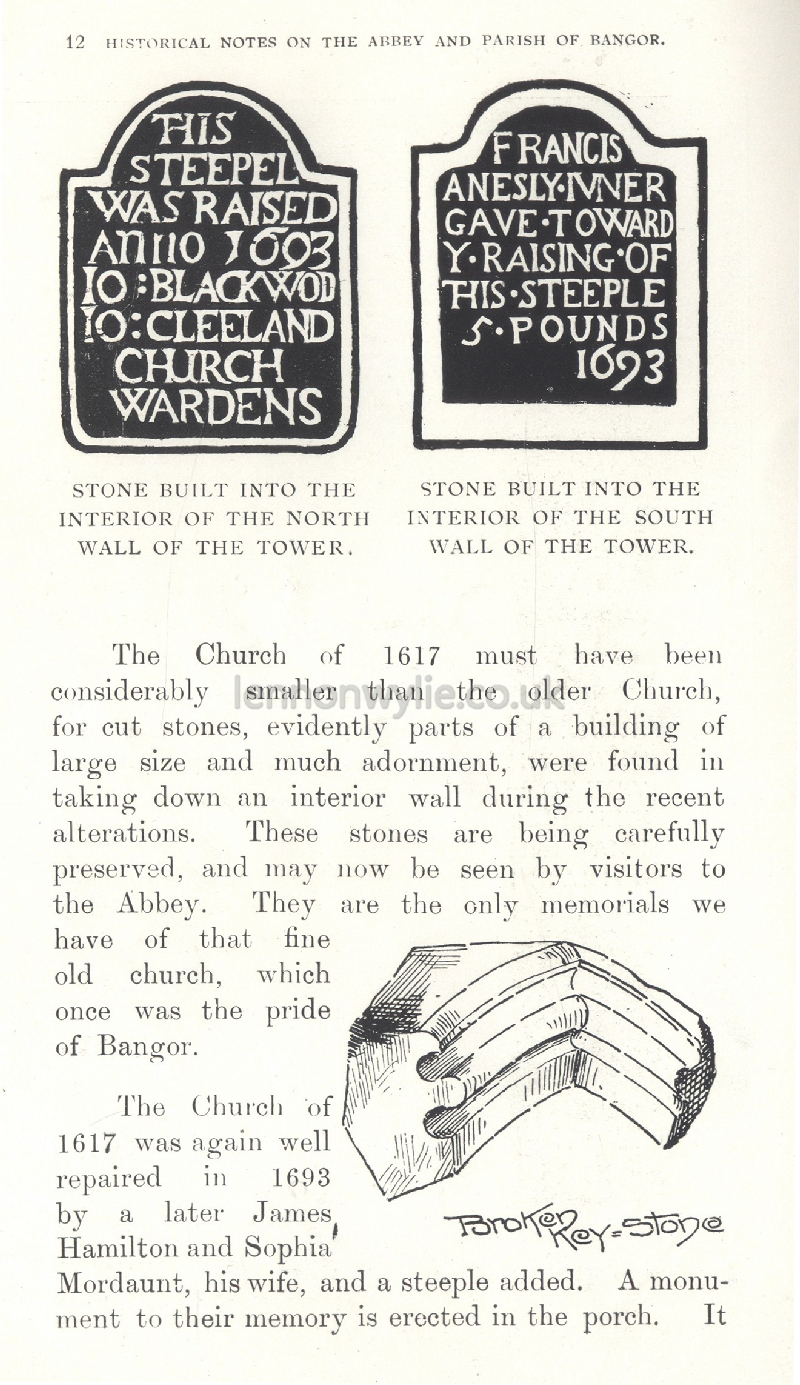 12 HISTORICAL NOTES ON THE ABBEY AND PARISH OF BANGOR.
THIS
STEEPEL
WAS RAISED
ANNO 1693
IO:BLACKWOD
IO:CLEELAND
CHURCH
WARDENS
STONE BUILT INTO THE
INTERIOR OF THE NORTH
WALL OF THE TOWER.
FRANCIS
ANESLY·IVNER
GAVE·TOWARD
Y·RAISING·OF
THIS·STEEPLE
5·POUNDS
1693
STONE BUILT INTO THE
INTERIOR OF THE SOUTH
WALL OF THE TOWER.
The Church of 1617 must have been
considerably smaller than the older Church,
lennonwylie.co.uk
for cut stones, evidently parts of a building of
large size and much adornment, were found in
taking down an interior wall during the recent
alterations. These stones are being carefully
preserved, and may now be seen by visitors to
the Abbey. They are the only memorials we
have of that fine
old church, which
once was the pride
of Bangor.
The Church of
1617 was again well
repaired in 1693
by a later James
Hamilton and Sophia
Broken
Key=Stone
Mordaunt, his wife, and a steeple added. A monu-
ment to their memory is erected in the porch. It